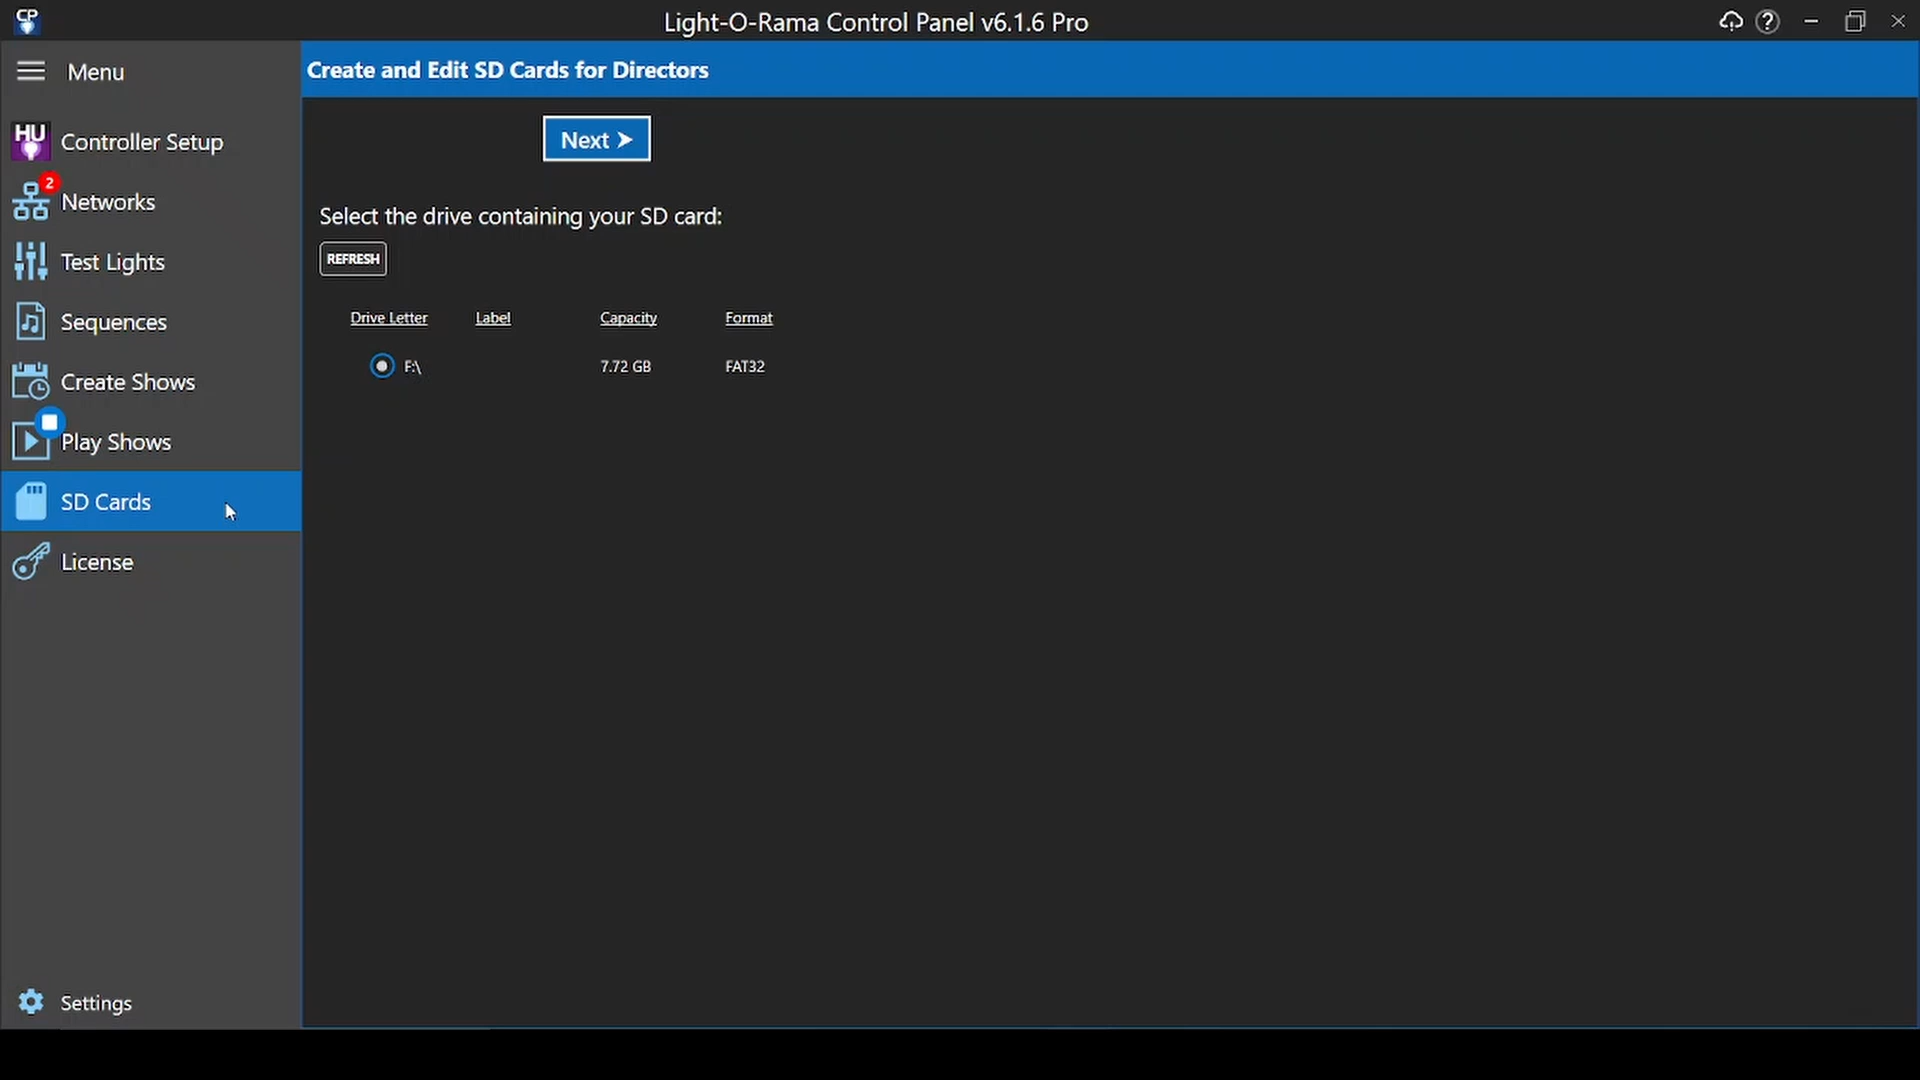 CP
Light-O-Rama Control Panel v6.1.6 Pro
Menu
Create and Edit SD Cards for Directors
HU
Controller Setup
2
Networks
Test Lights
Sequences
Create Shows
Play Shows
SD Cards
License
Settings
Next ➤
Select the drive containing your SD card:
REFRESH
Drive Letter Label Capacity Format
F:\ 7.72 GB FAT32